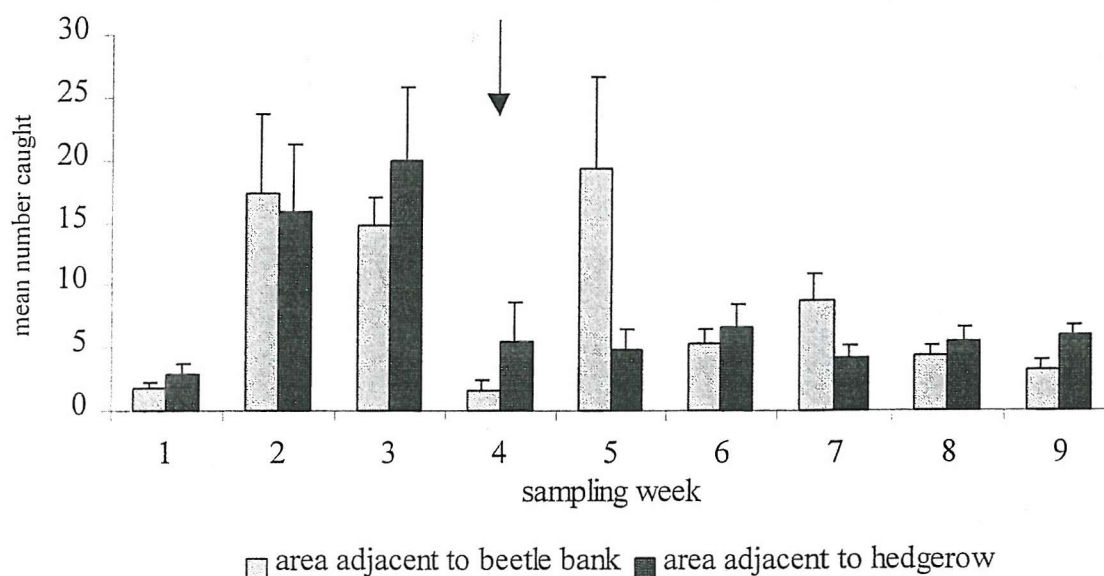 30
25
20
15
10
5
0
mean number caught
1 2 3 4 5 6 7 8 9
sampling week
area adjacent to beetle bank area adjacent to hedgerow